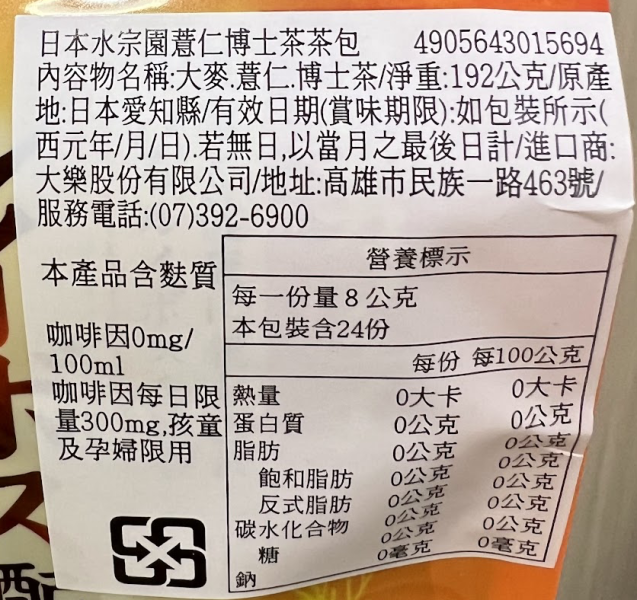 日本水宗園薏仁博士茶茶包 4905643015694
內容物名稱:大麥.薏仁.博士茶/淨重:192公克/原產
地:日本愛知縣/有效日期(賞味期限):如包裝所示(
西元年/月/日).若無日,以當月之最後日計/進口商:
大樂股份有限公司/地址:高雄市民族一路463號/
服務電話:(07)392-6900
本產品含麩質
咖啡因0mg/
100ml
咖啡因每日限
量300mg,孩童
及孕婦限用
營養標示
每一份量8公克
本包裝含24份
每份 每100公克
熱量 0大卡 0大卡
蛋白質 0公克 0公克
脂肪 0公克 0公克
飽和脂肪 0公克 0公克
反式脂肪 0公克 0公克
碳水化合物 0公克 0公克
糖 0公克 0公克
鈉 0毫克 0毫克